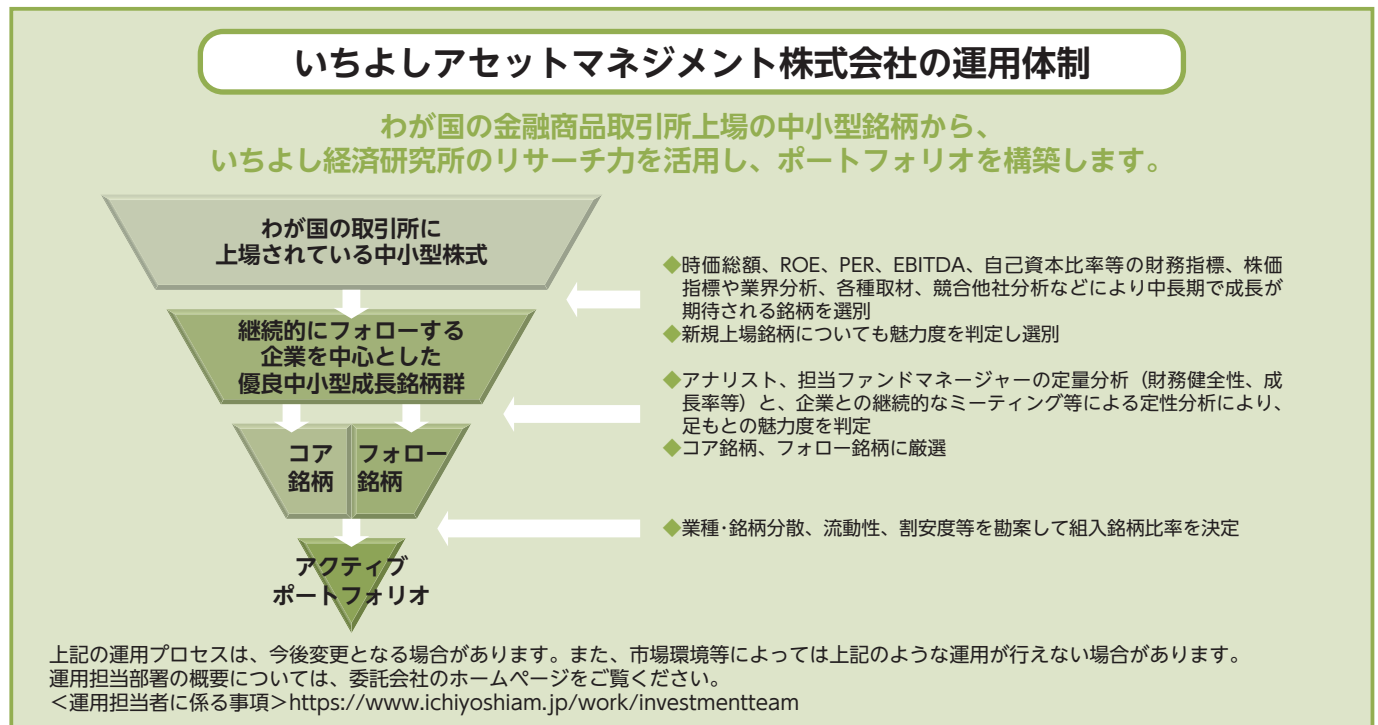 いちよしアセットマネジメント株式会社の運用体制
わが国の金融商品取引所上場の中小型銘柄から、
いちよし経済研究所のリサーチ力を活用し、ポートフォリオを構築します。
わが国の取引所に
上場されている中小型株式
◆時価総額、ROE、PER、EBITDA、自己資本比率等の財務指標、株価
指標や業界分析、各種取材、競合他社分析などにより中長期で成長が
期待される銘柄を選別
◆新規上場銘柄についても魅力度を判定し選別
継続的にフォローする
企業を中心とした
優良中小型成長銘柄群
◆アナリスト、担当ファンドマネージャーの定量分析（財務健全性、成
長率等）と、企業との継続的なミーティング等による定性分析により、
足もとの魅力度を判定
◆コア銘柄、フォロー銘柄に厳選
コア
銘柄
フォロー
銘柄
◆業種･銘柄分散、流動性、割安度等を勘案して組入銘柄比率を決定
アクティブ
ポートフォリオ
上記の運用プロセスは、今後変更となる場合があります。また、市場環境等によっては上記のような運用が行えない場合があります。
運用担当部署の概要については、委託会社のホームページをご覧ください。
＜運用担当者に係る事項＞https://www.ichiyoshiam.jp/work/investmentteam